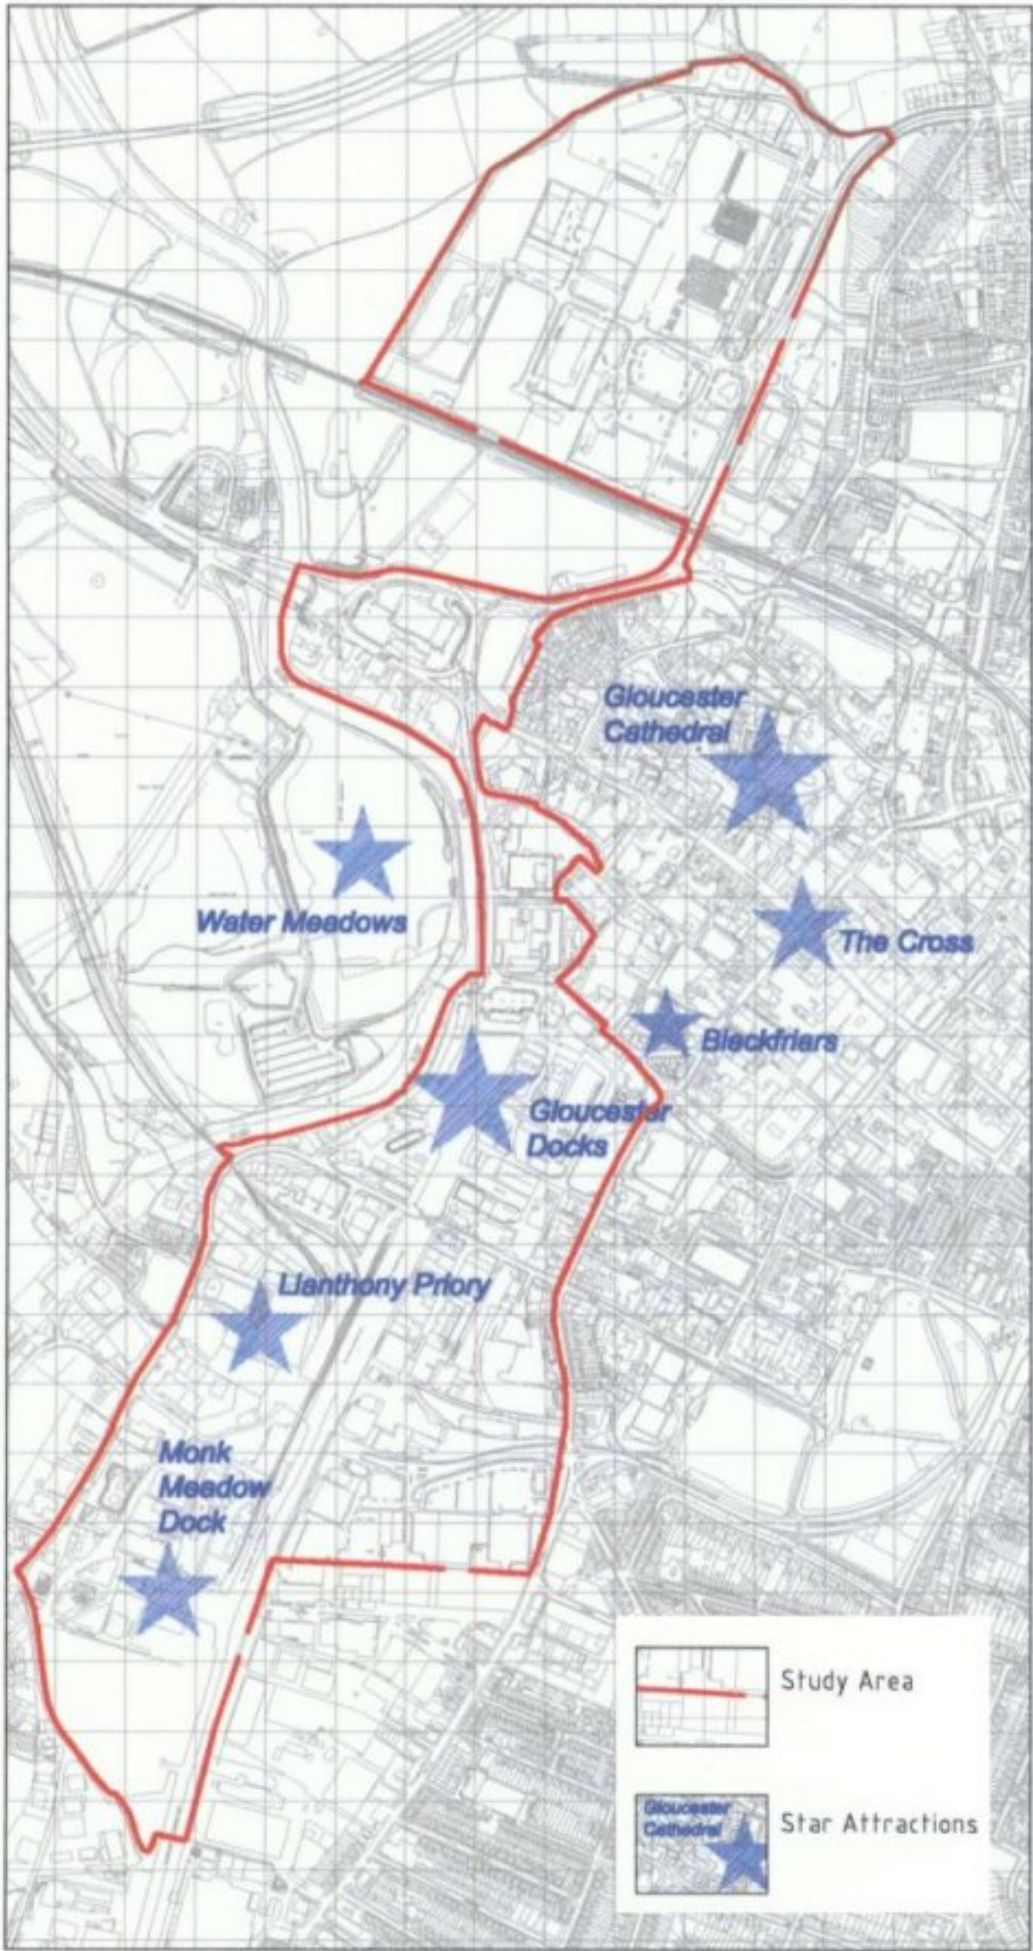 Gloucester
Cathedral
Water Meadows
The Cross
Blackfriars
Gloucester
Docks
Llanthony Priory
Monk
Meadow
Dock
Study Area
Gloucester
Cathedral
Star Attractions